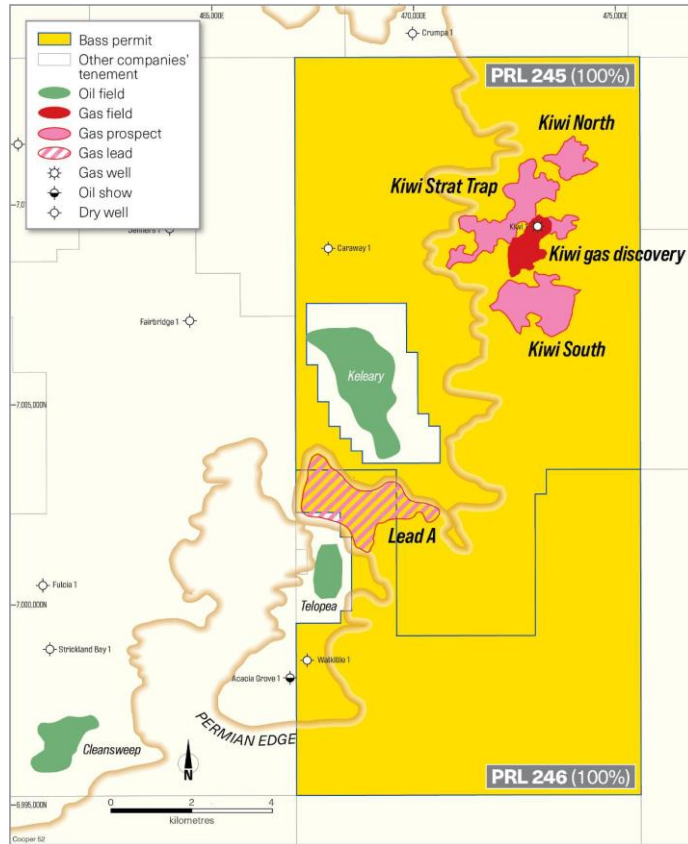 465,000E
470,000E
475,000E
Bass permit
Other companies'
tenement
Oil field
Gas field
Gas prospect
Gas lead
Gas well
Oil show
Dry well
Crumpa 1
PRL 245 (100%)
Kiwi North
Kiwi Strat Trap
Kiwi 1
Kiwi gas discovery
Caraway 1
Kiwi South
Fairbridge 1
Keleary
7,005,000N
Lead A
Telopea
Fulcia 1
7,000,000N
Strickland Bay 1
Walkillie 1
Acacia Grove 1
PERMIAN EDGE
Cleansweep
N
PRL 246 (100%)
6,995,000N
0 2 4
kilometres
Cooper 52